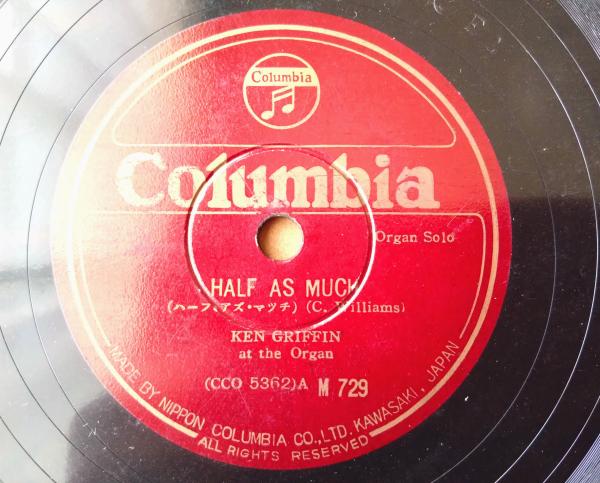 Columbia
Columbia
Organ Solo
HALF AS MUCH
(ハーフ・アズ・マッチ) (C. Williams)
KEN GRIFFIN
at the Organ
(CCO 5362)A M 729
MADE BY NIPPON COLUMBIA CO.,LTD. KAWASAKI, JAPAN
ALL RIGHTS RESERVED